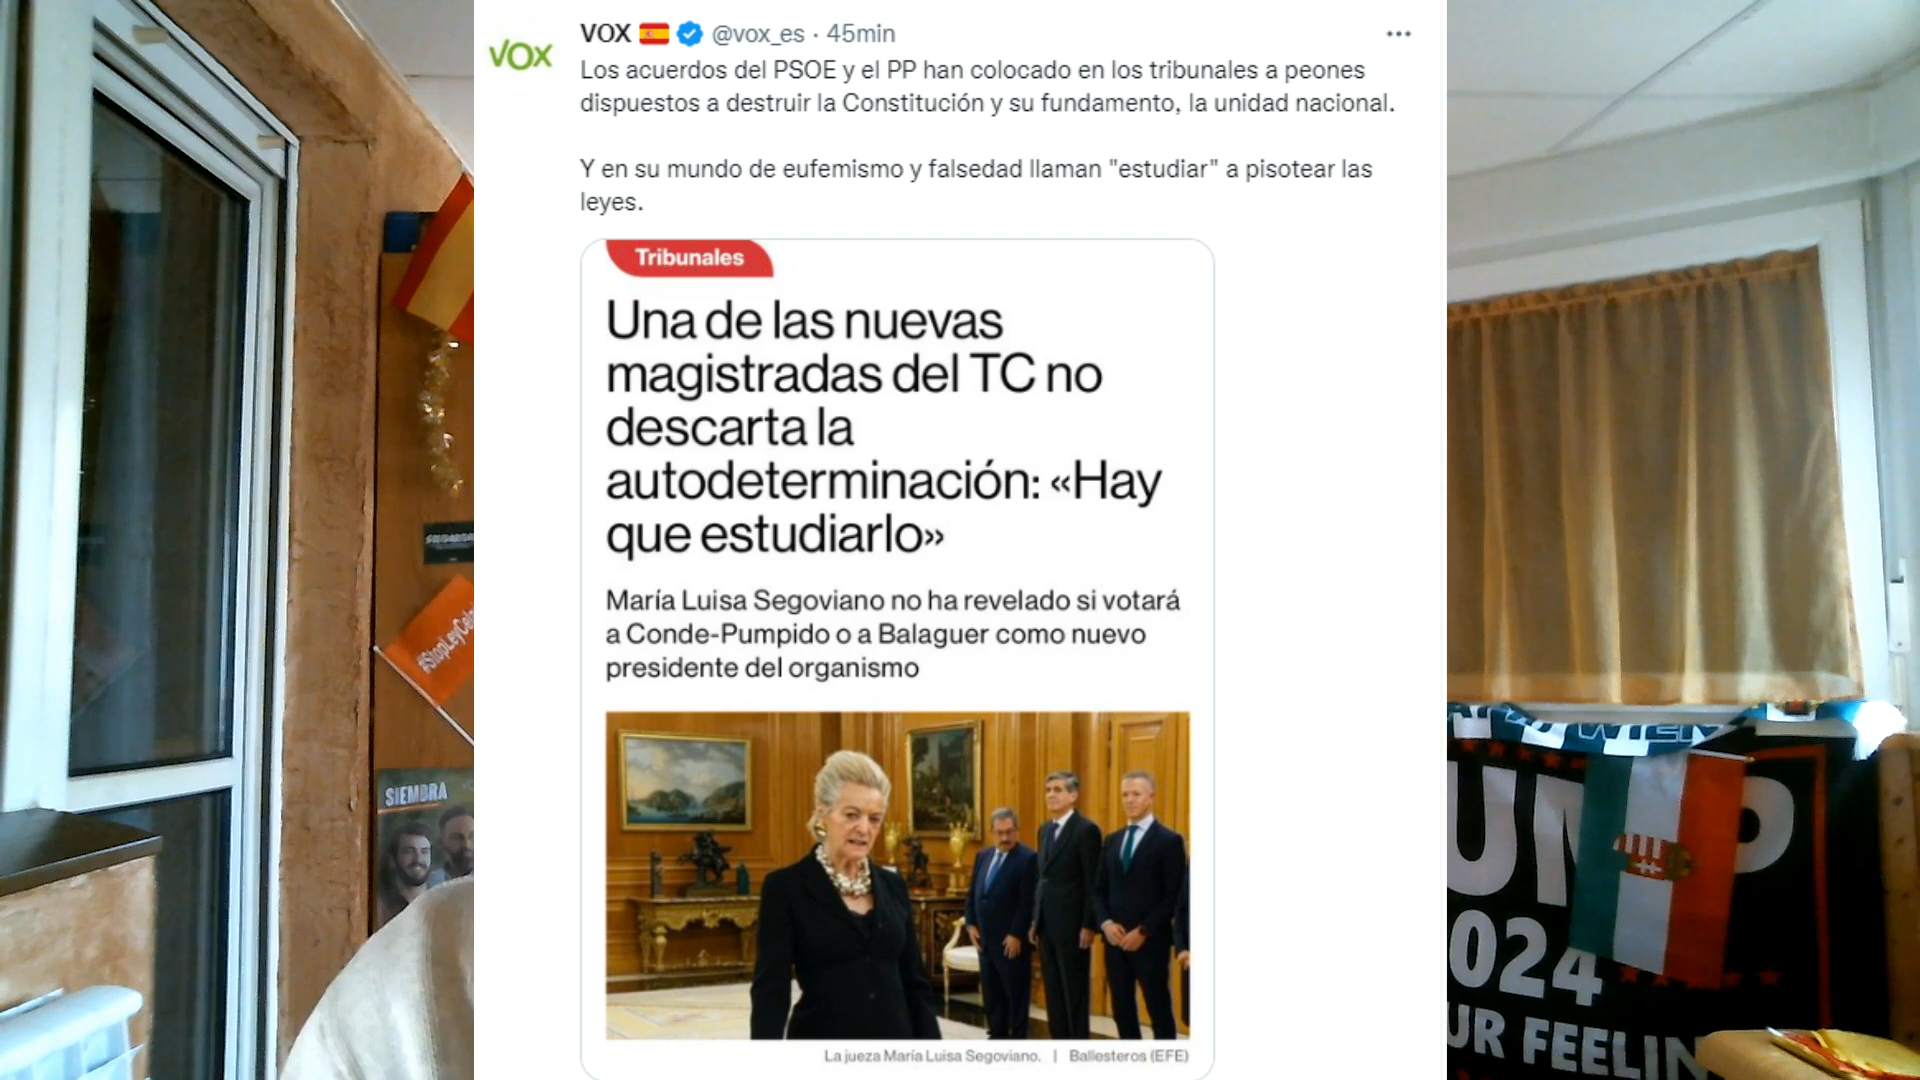 VOX @vox_es · 45min
vox
Los acuerdos del PSOE y el PP han colocado en los tribunales a peones
dispuestos a destruir la Constitución y su fundamento, la unidad nacional.
Y en su mundo de eufemismo y falsedad llaman "estudiar" a pisotear las
leyes.
Tribunales
Una de las nuevas
magistradas del TC no
descarta la
autodeterminación: «Hay
que estudiarlo»
María Luisa Segoviano no ha revelado si votará
a Conde-Pumpido o a Balaguer como nuevo
presidente del organismo
La jueza María Luisa Segoviano. | Ballesteros (EFE)
SIEMBRA
UM P
024
UR FEELIN